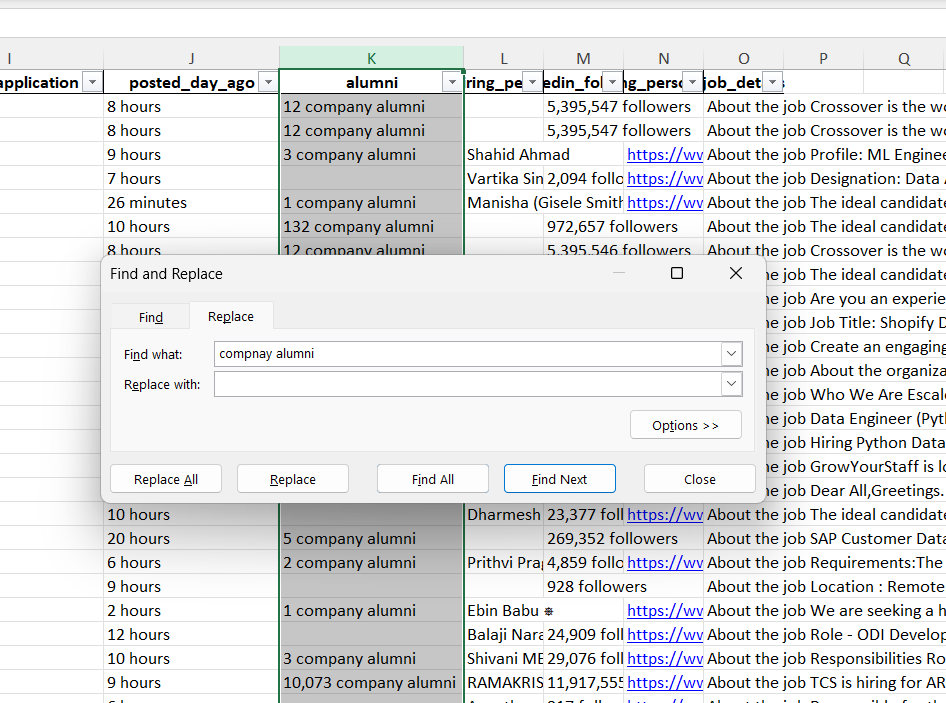 I J K L M N O P Q
application posted_day_ago alumni ring_pe edin_fol ng_perso job_det s
8 hours 12 company alumni 5,395,547 followers About the job Crossover is the wo
8 hours 12 company alumni 5,395,547 followers About the job Crossover is the wo
9 hours 3 company alumni Shahid Ahmad https://ww About the job Profile: ML Enginee
7 hours Vartika Sin 2,094 follo https://ww About the job Designation: Data A
26 minutes 1 company alumni Manisha (Gisele Smith https://ww About the job The ideal candidate
10 hours 132 company alumni 972,657 followers About the job The ideal candidate
8 hours 12 company alumni 5,395,546 followers About the job Crossover is the wo
Find and Replace
he job The ideal candidate
he job Are you an experie
Find Replace
he job Job Title: Shopify D
he job Create an engaging
Find what: compnay alumni
he job About the organiza
Replace with:
he job Who We Are Escale
he job Data Engineer (Pyth
Options >>
he job Hiring Python Data
he job GrowYourStaff is lo
Replace All Replace Find All Find Next Close
he job Dear All,Greetings.
10 hours Dharmesh 23,377 foll https://ww About the job The ideal candidate
20 hours 5 company alumni 269,352 followers About the job SAP Customer Data
6 hours 2 company alumni Prithvi Prag 4,859 follo https://ww About the job Requirements:The
9 hours 928 followers About the job Location : Remote
2 hours 1 company alumni Ebin Babu ⎈ https://ww About the job We are seeking a h
12 hours Balaji Nara 24,909 foll https://ww About the job Role - ODI Develop
10 hours 3 company alumni Shivani ME 29,076 foll https://ww About the job Responsibilities Ro
9 hours 10,073 company alumni RAMAKRIS 11,917,555 https://ww About the job TCS is hiring for AR